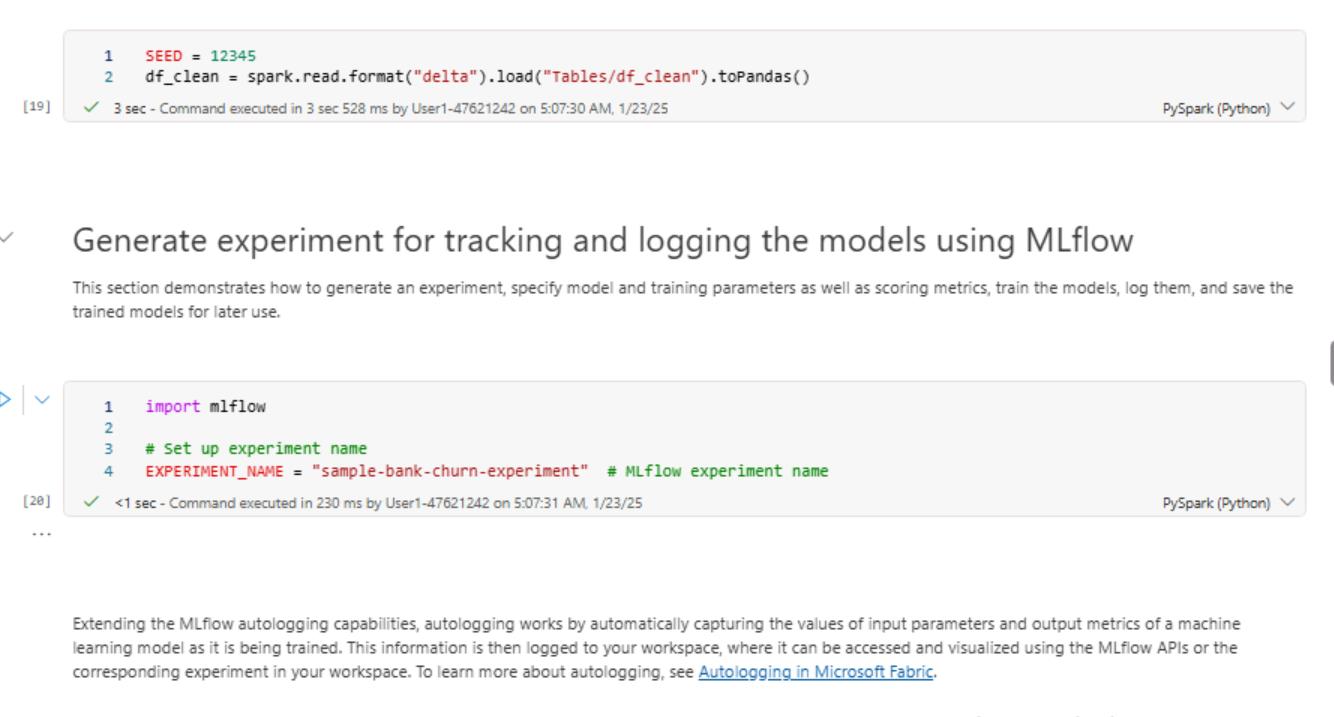 1 SEED = 12345
2 df_clean = spark.read.format("delta").load("Tables/df_clean").toPandas()
[19] 3 sec - Command executed in 3 sec 528 ms by User1-47621242 on 5:07:30 AM, 1/23/25 PySpark (Python)
Generate experiment for tracking and logging the models using MLflow
This section demonstrates how to generate an experiment, specify model and training parameters as well as scoring metrics, train the models, log them, and save the
trained models for later use.
1 import mlflow
2
3 # Set up experiment name
4 EXPERIMENT_NAME = "sample-bank-churn-experiment" # MLflow experiment name
[20] <1 sec - Command executed in 230 ms by User1-47621242 on 5:07:31 AM, 1/23/25 PySpark (Python)
...
Extending the MLflow autologging capabilities, autologging works by automatically capturing the values of input parameters and output metrics of a machine
learning model as it is being trained. This information is then logged to your workspace, where it can be accessed and visualized using the MLflow APIs or the
corresponding experiment in your workspace. To learn more about autologging, see Autologging in Microsoft Fabric.